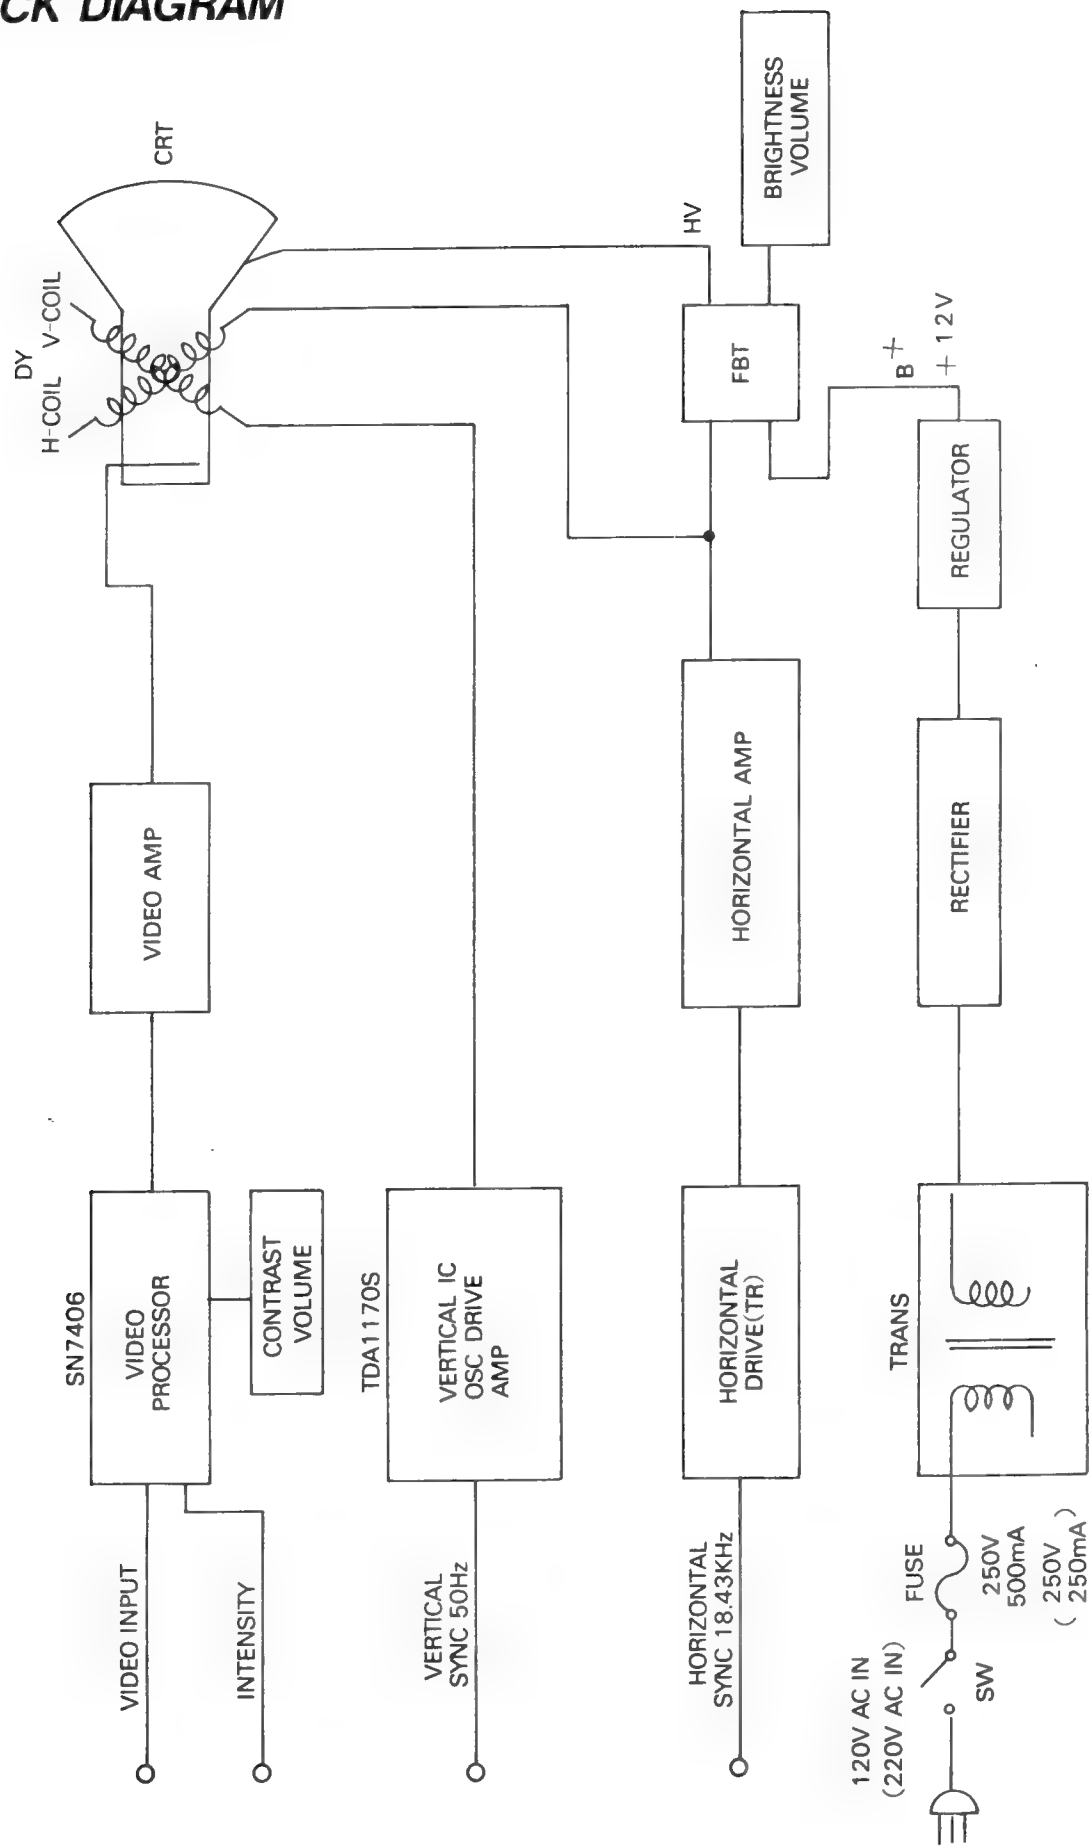 CK DIAGRAM
CRT
DY
H-COIL V-COIL
HV
BRIGHTNESS
VOLUME
FBT
B+
+12V
REGULATOR
RECTIFIER
HORIZONTAL AMP
VIDEO AMP
SN7406
VIDEO
PROCESSOR
CONTRAST
VOLUME
TDA1170S
VERTICAL IC
OSC DRIVE
AMP
HORIZONTAL
DRIVE(TR)
TRANS
VIDEO INPUT
INTENSITY
VERTICAL
SYNC 50Hz
HORIZONTAL
SYNC 18.43KHz
FUSE
250V
500mA
(250V
250mA)
120V AC IN
(220V AC IN)
SW